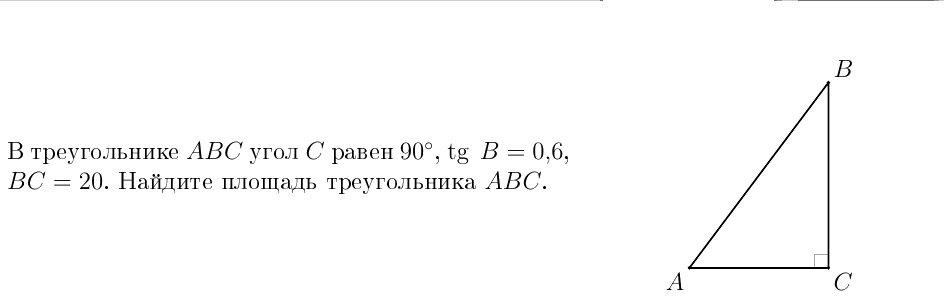 B
В треугольнике ABC угол C равен 90°, tg B = 0,6,
BC = 20. Найдите площадь треугольника ABC.
A C